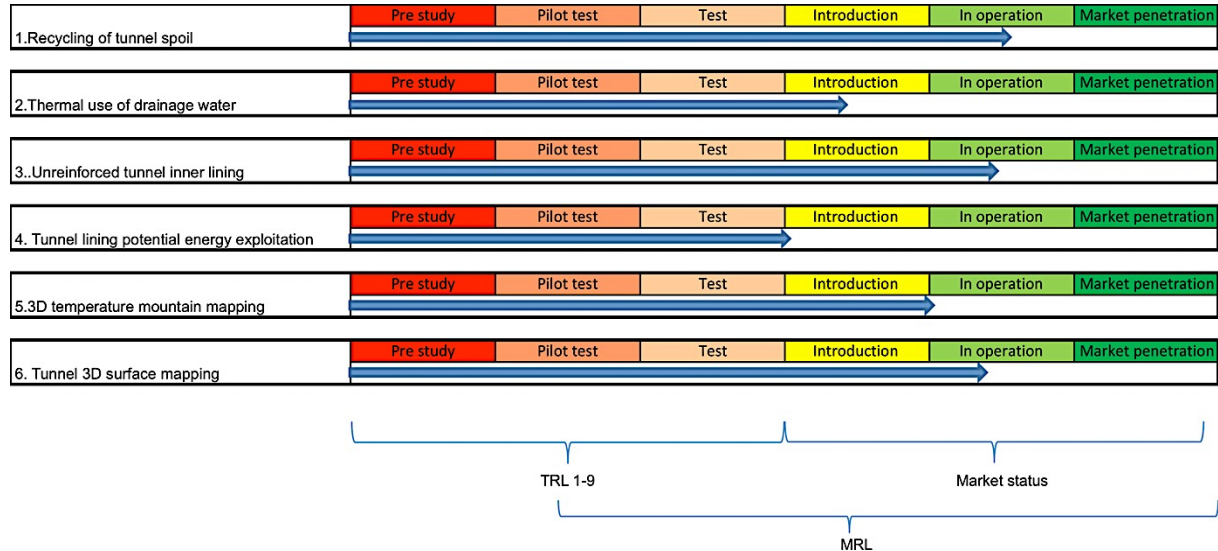 Pre study Pilot test Test Introduction In operation Market penetration
1.Recycling of tunnel spoil
Pre study Pilot test Test Introduction In operation Market penetration
2.Thermal use of drainage water
Pre study Pilot test Test Introduction In operation Market penetration
3..Unreinforced tunnel inner lining
Pre study Pilot test Test Introduction In operation Market penetration
4. Tunnel lining potential energy exploitation
Pre study Pilot test Test Introduction In operation Market penetration
5.3D temperature mountain mapping
Pre study Pilot test Test Introduction In operation Market penetration
6. Tunnel 3D surface mapping
TRL 1-9 Market status
MRL